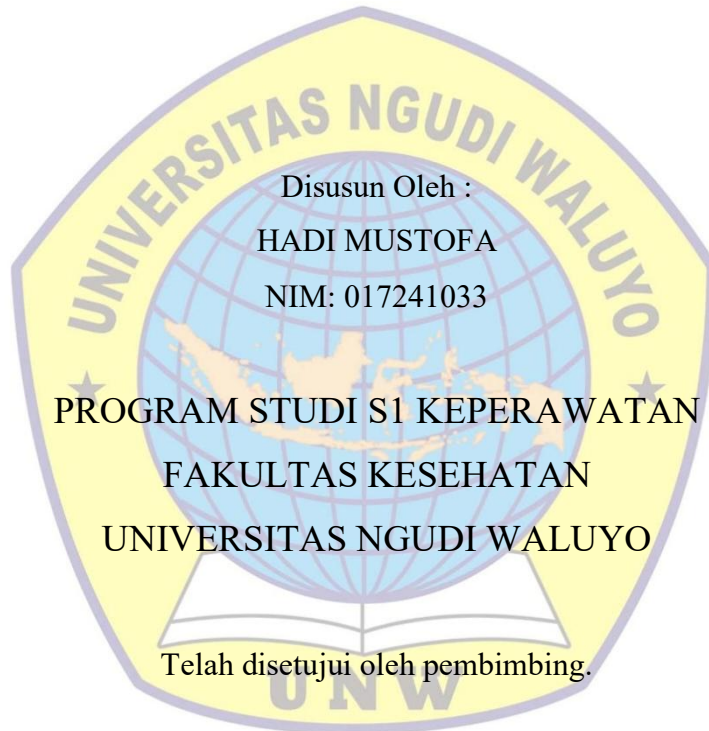 UNIVERSITAS NGUDI WALUYO
Disusun Oleh :
HADI MUSTOFA
NIM: 017241033
PROGRAM STUDI S1 KEPERAWATAN
FAKULTAS KESEHATAN
UNIVERSITAS NGUDI WALUYO
Telah disetujui oleh pembimbing.
UNW